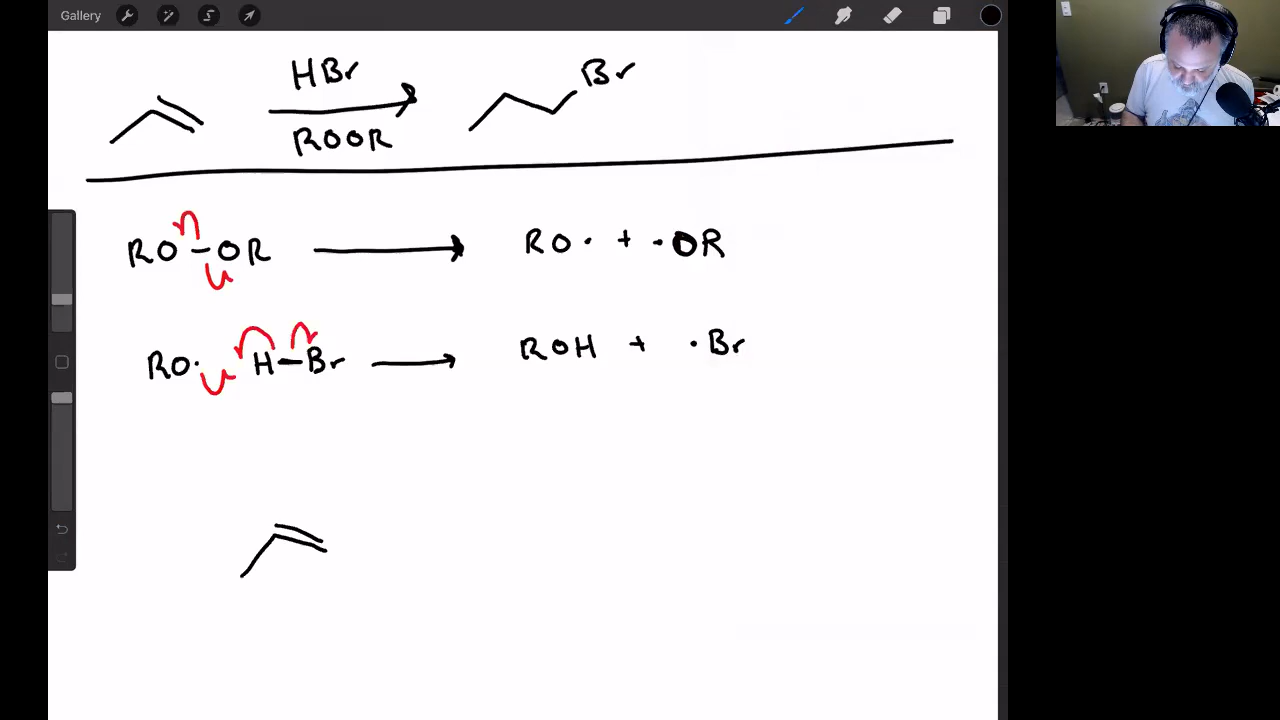 Gallery
HBr
Br
ROOR
RO-OR RO· + ·OR
RO· H-Br ROH + ·Br